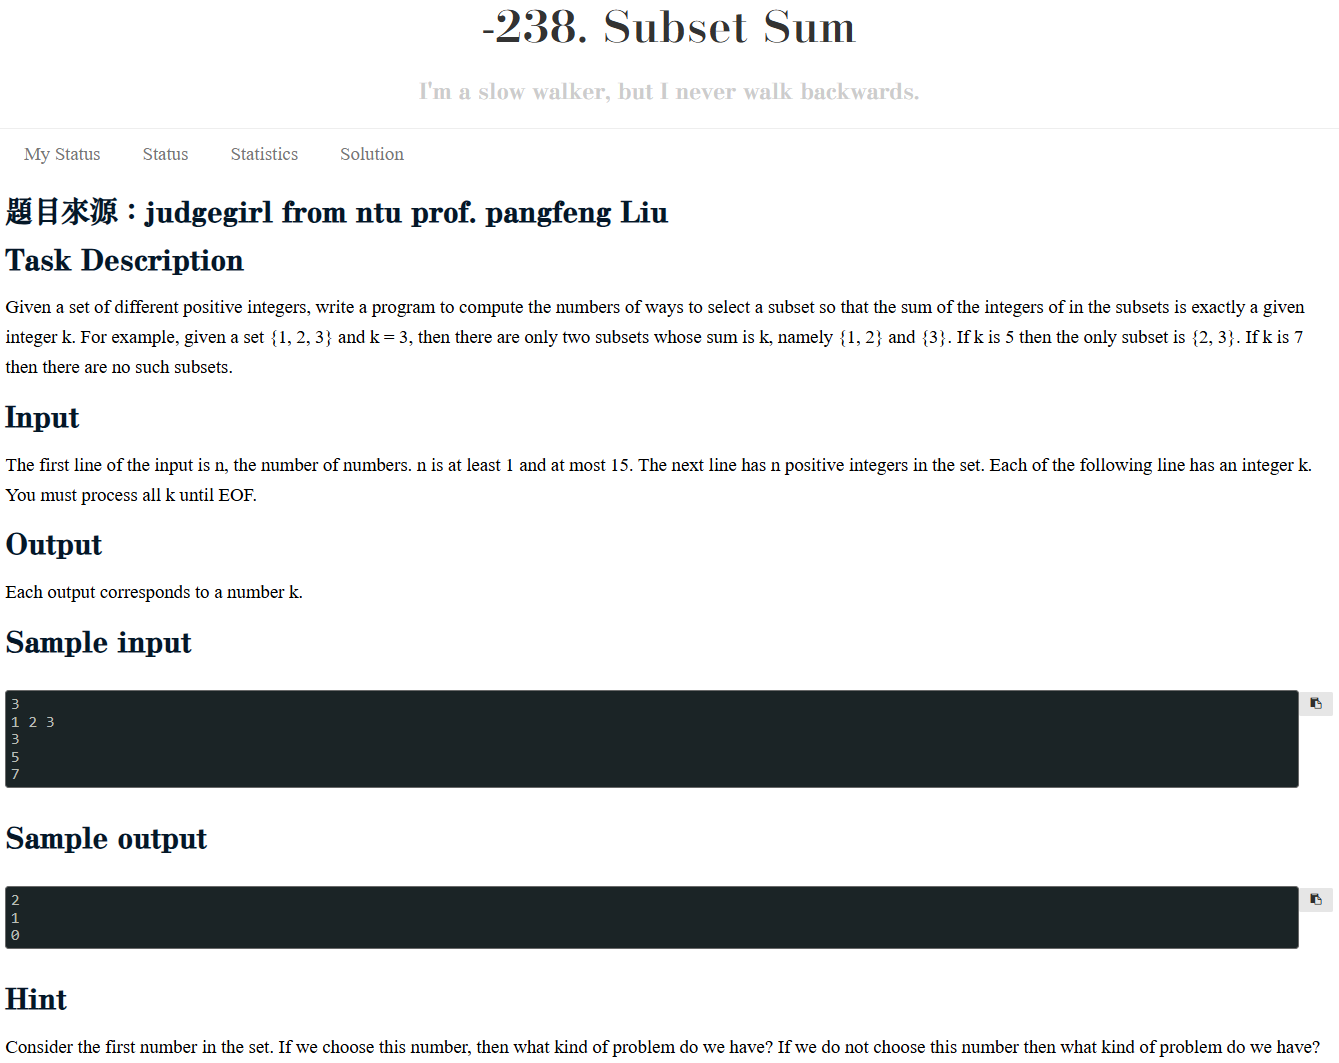 -238. Subset Sum
I'm a slow walker, but I never walk backwards.
My Status Status Statistics Solution
題目來源：judgegirl from ntu prof. pangfeng Liu
Task Description
Given a set of different positive integers, write a program to compute the numbers of ways to select a subset so that the sum of the integers of in the subsets is exactly a given
integer k. For example, given a set {1, 2, 3} and k = 3, then there are only two subsets whose sum is k, namely {1, 2} and {3}. If k is 5 then the only subset is {2, 3}. If k is 7
then there are no such subsets.
Input
The first line of the input is n, the number of numbers. n is at least 1 and at most 15. The next line has n positive integers in the set. Each of the following line has an integer k.
You must process all k until EOF.
Output
Each output corresponds to a number k.
Sample input
3
1 2 3
3
5
7
Sample output
2
1
0
Hint
Consider the first number in the set. If we choose this number, then what kind of problem do we have? If we do not choose this number then what kind of problem do we have?